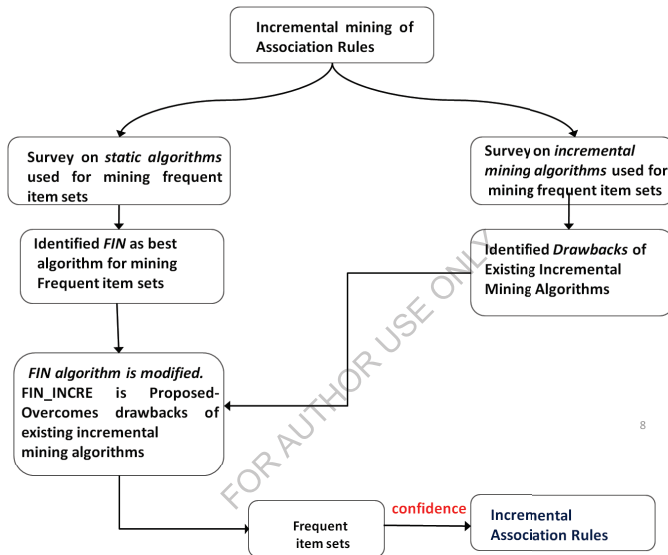 Incremental mining of
Association Rules
Survey on static algorithms
used for mining frequent
item sets
Survey on incremental
mining algorithms used for
mining frequent item sets
Identified FIN as best
algorithm for mining
Frequent item sets
Identified Drawbacks of
Existing Incremental
Mining Algorithms
FIN algorithm is modified.
FIN_INCRE is Proposed-
Overcomes drawbacks of
existing incremental
mining algorithms
FOR AUTHOR USE ONLY
8
Frequent
item sets
confidence
Incremental
Association Rules